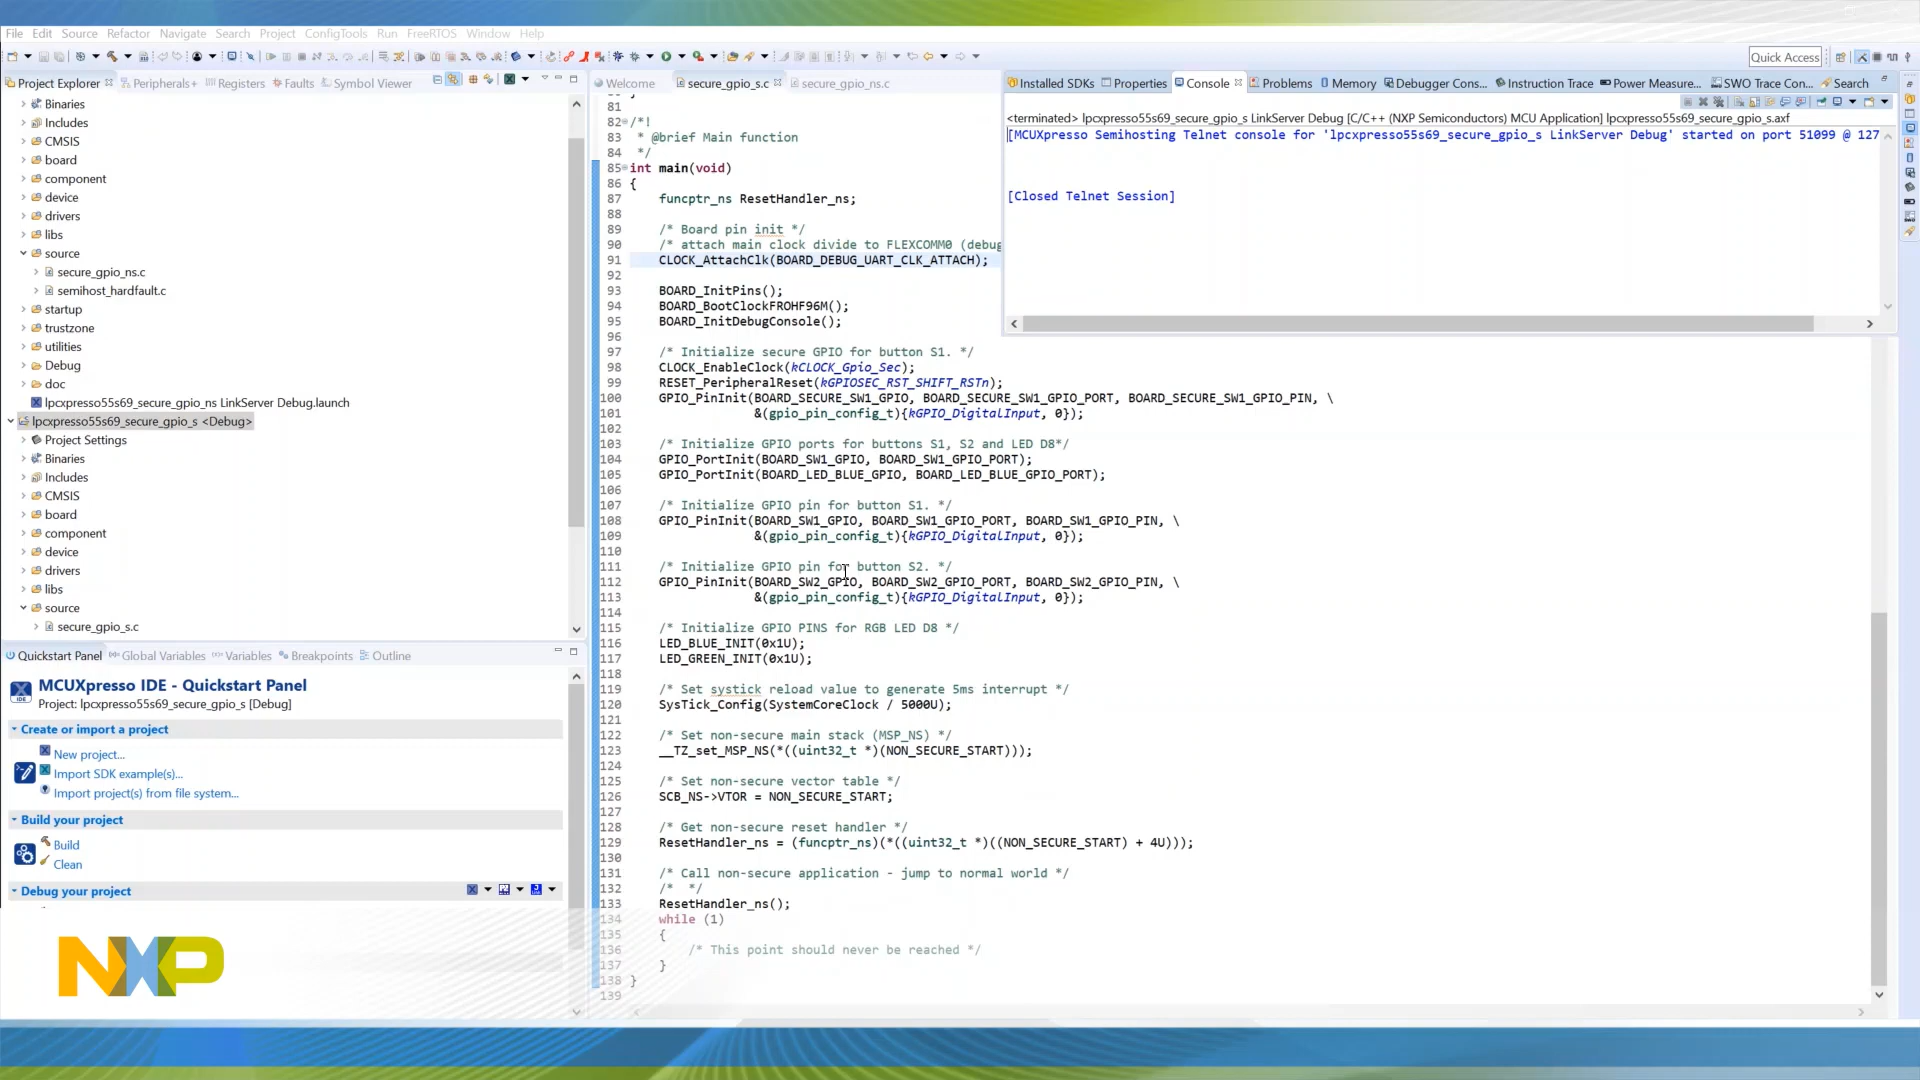 File Edit Source Refactor Navigate Search Project ConfigTools Run FreeRTOS Window Help
Quick Access
Project Explorer Peripherals+ Registers Faults Symbol Viewer
Binaries
Includes
CMSIS
board
component
device
drivers
libs
source
secure_gpio_ns.c
semihost_hardfault.c
startup
trustzone
utilities
Debug
doc
lpcxpresso55s69_secure_gpio_ns LinkServer Debug.launch
lpcxpresso55s69_secure_gpio_s <Debug>
Project Settings
Binaries
Includes
CMSIS
board
component
device
drivers
libs
source
secure_gpio_s.c
Quickstart Panel Global Variables Variables Breakpoints Outline
MCUXpresso IDE - Quickstart Panel
Project: lpcxpresso55s69_secure_gpio_s [Debug]
Create or import a project
New project...
Import SDK example(s)...
Import project(s) from file system...
Build your project
Build
Clean
Debug your project
NXP
Welcome secure_gpio_s.c secure_gpio_ns.c
81
82 /*!
83 * @brief Main function
84 */
85 int main(void)
86 {
87 funcptr_ns ResetHandler_ns;
88
89 /* Board pin init */
90 /* attach main clock divide to FLEXCOMM0 (debug
91 CLOCK_AttachClk(BOARD_DEBUG_UART_CLK_ATTACH);
92
93 BOARD_InitPins();
94 BOARD_BootClockFROHF96M();
95 BOARD_InitDebugConsole();
96
97 /* Initialize secure GPIO for button S1. */
98 CLOCK_EnableClock(kCLOCK_Gpio_Sec);
99 RESET_PeripheralReset(kGPIOSEC_RST_SHIFT_RSTn);
100 GPIO_PinInit(BOARD_SECURE_SW1_GPIO, BOARD_SECURE_SW1_GPIO_PORT, BOARD_SECURE_SW1_GPIO_PIN, \
101 &(gpio_pin_config_t){kGPIO_DigitalInput, 0});
102
103 /* Initialize GPIO ports for buttons S1, S2 and LED D8*/
104 GPIO_PortInit(BOARD_SW1_GPIO, BOARD_SW1_GPIO_PORT);
105 GPIO_PortInit(BOARD_LED_BLUE_GPIO, BOARD_LED_BLUE_GPIO_PORT);
106
107 /* Initialize GPIO pin for button S1. */
108 GPIO_PinInit(BOARD_SW1_GPIO, BOARD_SW1_GPIO_PORT, BOARD_SW1_GPIO_PIN, \
109 &(gpio_pin_config_t){kGPIO_DigitalInput, 0});
110
111 /* Initialize GPIO pin for button S2. */
112 GPIO_PinInit(BOARD_SW2_GPIO, BOARD_SW2_GPIO_PORT, BOARD_SW2_GPIO_PIN, \
113 &(gpio_pin_config_t){kGPIO_DigitalInput, 0});
114
115 /* Initialize GPIO PINS for RGB LED D8 */
116 LED_BLUE_INIT(0x1U);
117 LED_GREEN_INIT(0x1U);
118
119 /* Set systick reload value to generate 5ms interrupt */
120 SysTick_Config(SystemCoreClock / 5000U);
121
122 /* Set non-secure main stack (MSP_NS) */
123 __TZ_set_MSP_NS(*((uint32_t *)(NON_SECURE_START)));
124
125 /* Set non-secure vector table */
126 SCB_NS->VTOR = NON_SECURE_START;
127
128 /* Get non-secure reset handler */
129 ResetHandler_ns = (funcptr_ns)(*((uint32_t *)((NON_SECURE_START) + 4U)));
130
131 /* Call non-secure application - jump to normal world */
132 /* */
133 ResetHandler_ns();
134 while (1)
135 {
136 /* This point should never be reached */
137 }
138 }
139
Installed SDKs Properties Console Problems Memory Debugger Cons... Instruction Trace Power Measure... SWO Trace Con... Search
<terminated> lpcxpresso55s69_secure_gpio_s LinkServer Debug [C/C++ (NXP Semiconductors) MCU Application] lpcxpresso55s69_secure_gpio_s.axf
[MCUXpresso Semihosting Telnet console for 'lpcxpresso55s69_secure_gpio_s LinkServer Debug' started on port 51099 @ 127
[Closed Telnet Session]